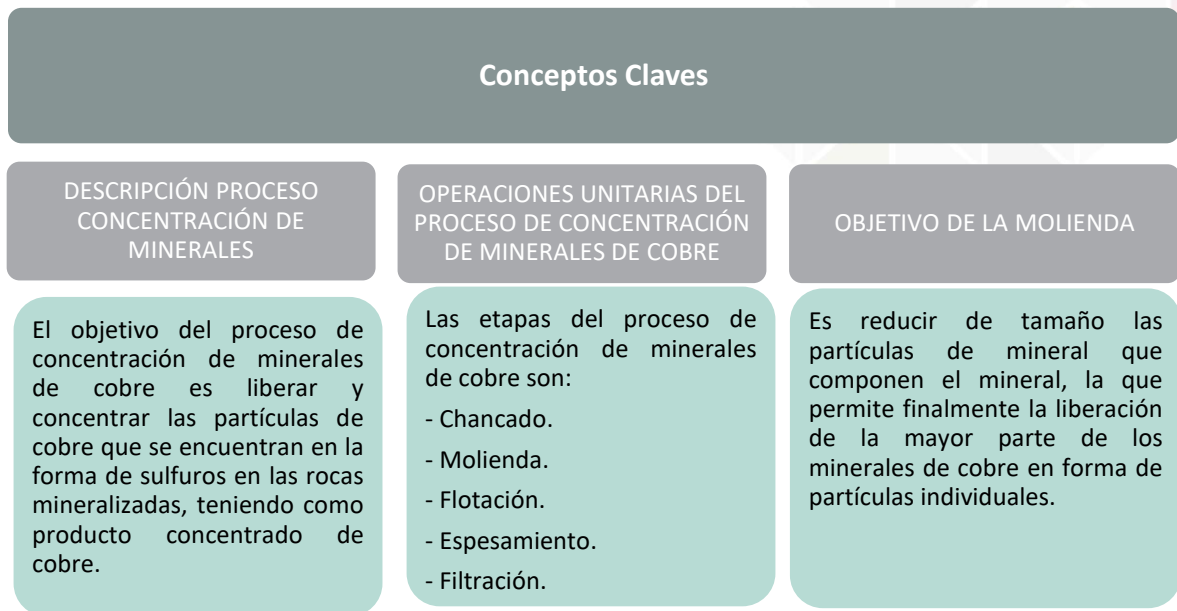 Conceptos Claves
DESCRIPCIÓN PROCESO
CONCENTRACIÓN DE
MINERALES
El objetivo del proceso de
concentración de minerales
de cobre es liberar y
concentrar las partículas de
cobre que se encuentran en la
forma de sulfuros en las rocas
mineralizadas, teniendo como
producto concentrado de
cobre.
OPERACIONES UNITARIAS DEL
PROCESO DE CONCENTRACIÓN
DE MINERALES DE COBRE
Las etapas del proceso de
concentración de minerales
de cobre son:
- Chancado.
- Molienda.
- Flotación.
- Espesamiento.
- Filtración.
OBJETIVO DE LA MOLIENDA
Es reducir de tamaño las
partículas de mineral que
componen el mineral, la que
permite finalmente la liberación
de la mayor parte de los
minerales de cobre en forma de
partículas individuales.